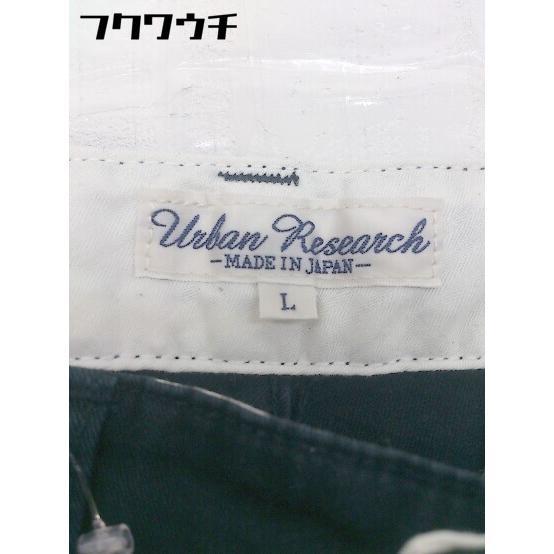 フクワウチ
Urban Research
-MADE IN JAPAN-
L